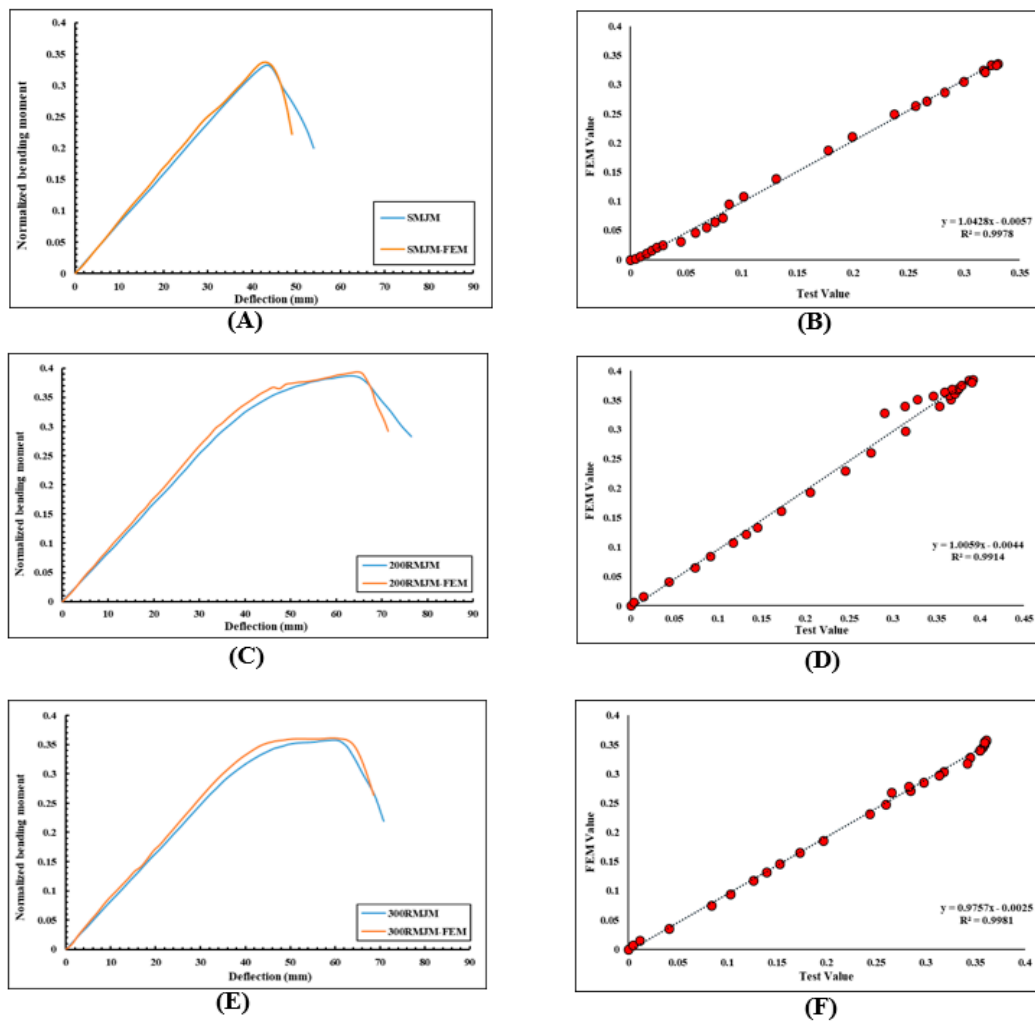 0.4
0.35
0.3
0.25
0.2
0.15
0.1
0.05
0
Normalized bending moment
SMJM
SMJM-FEM
0 10 20 30 40 50 60 70 80 90
Deflection (mm)
(A)
0.4
0.35
0.3
0.25
0.2
0.15
0.1
0.05
0
FEM Value
y = 1.0428x - 0.0057
R² = 0.9978
0 0.05 0.1 0.15 0.2 0.25 0.3 0.35
Test Value
(B)
0.4
0.35
0.3
0.25
0.2
0.15
0.1
0.05
0
Normalized bending moment
200RMJM
200RMJM-FEM
0 10 20 30 40 50 60 70 80 90
Deflection (mm)
(C)
0.4
0.35
0.3
0.25
0.2
0.15
0.1
0.05
0
FEM Value
y = 1.0059x - 0.0044
R² = 0.9914
0 0.05 0.1 0.15 0.2 0.25 0.3 0.35 0.4 0.45
Test Value
(D)
0.4
0.35
0.3
0.25
0.2
0.15
0.1
0.05
0
Normalized bending moment
300RMJM
300RMJM-FEM
0 10 20 30 40 50 60 70 80 90
Deflection (mm)
(E)
0.4
0.35
0.3
0.25
0.2
0.15
0.1
0.05
0
FEM Value
y = 0.9757x - 0.0025
R² = 0.9981
0 0.05 0.1 0.15 0.2 0.25 0.3 0.35 0.4
Test Value
(F)